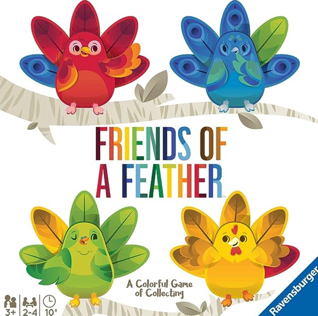 FRIENDS OF
A FEATHER
A Colorful Game
of Collecting
3+ 2-4 10'
Ravensburger